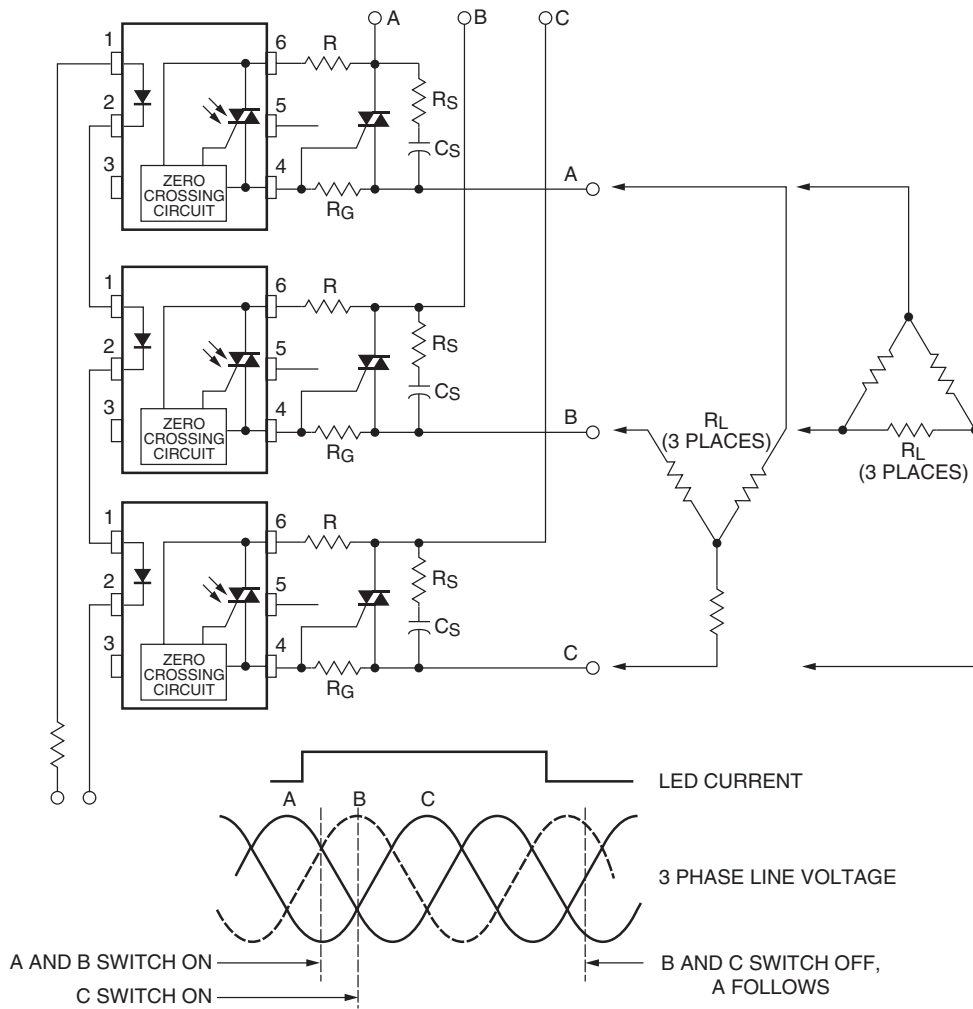 A
B
C
1
6
R
RS
2
5
CS
3
4
ZERO
CROSSING
CIRCUIT
RG
A
1
6
R
RS
2
5
CS
3
4
ZERO
CROSSING
CIRCUIT
RG
B
RL
(3 PLACES)
RL
(3 PLACES)
1
6
R
RS
2
5
CS
3
4
ZERO
CROSSING
CIRCUIT
RG
C
LED CURRENT
A
B
C
3 PHASE LINE VOLTAGE
A AND B SWITCH ON
C SWITCH ON
B AND C SWITCH OFF,
A FOLLOWS